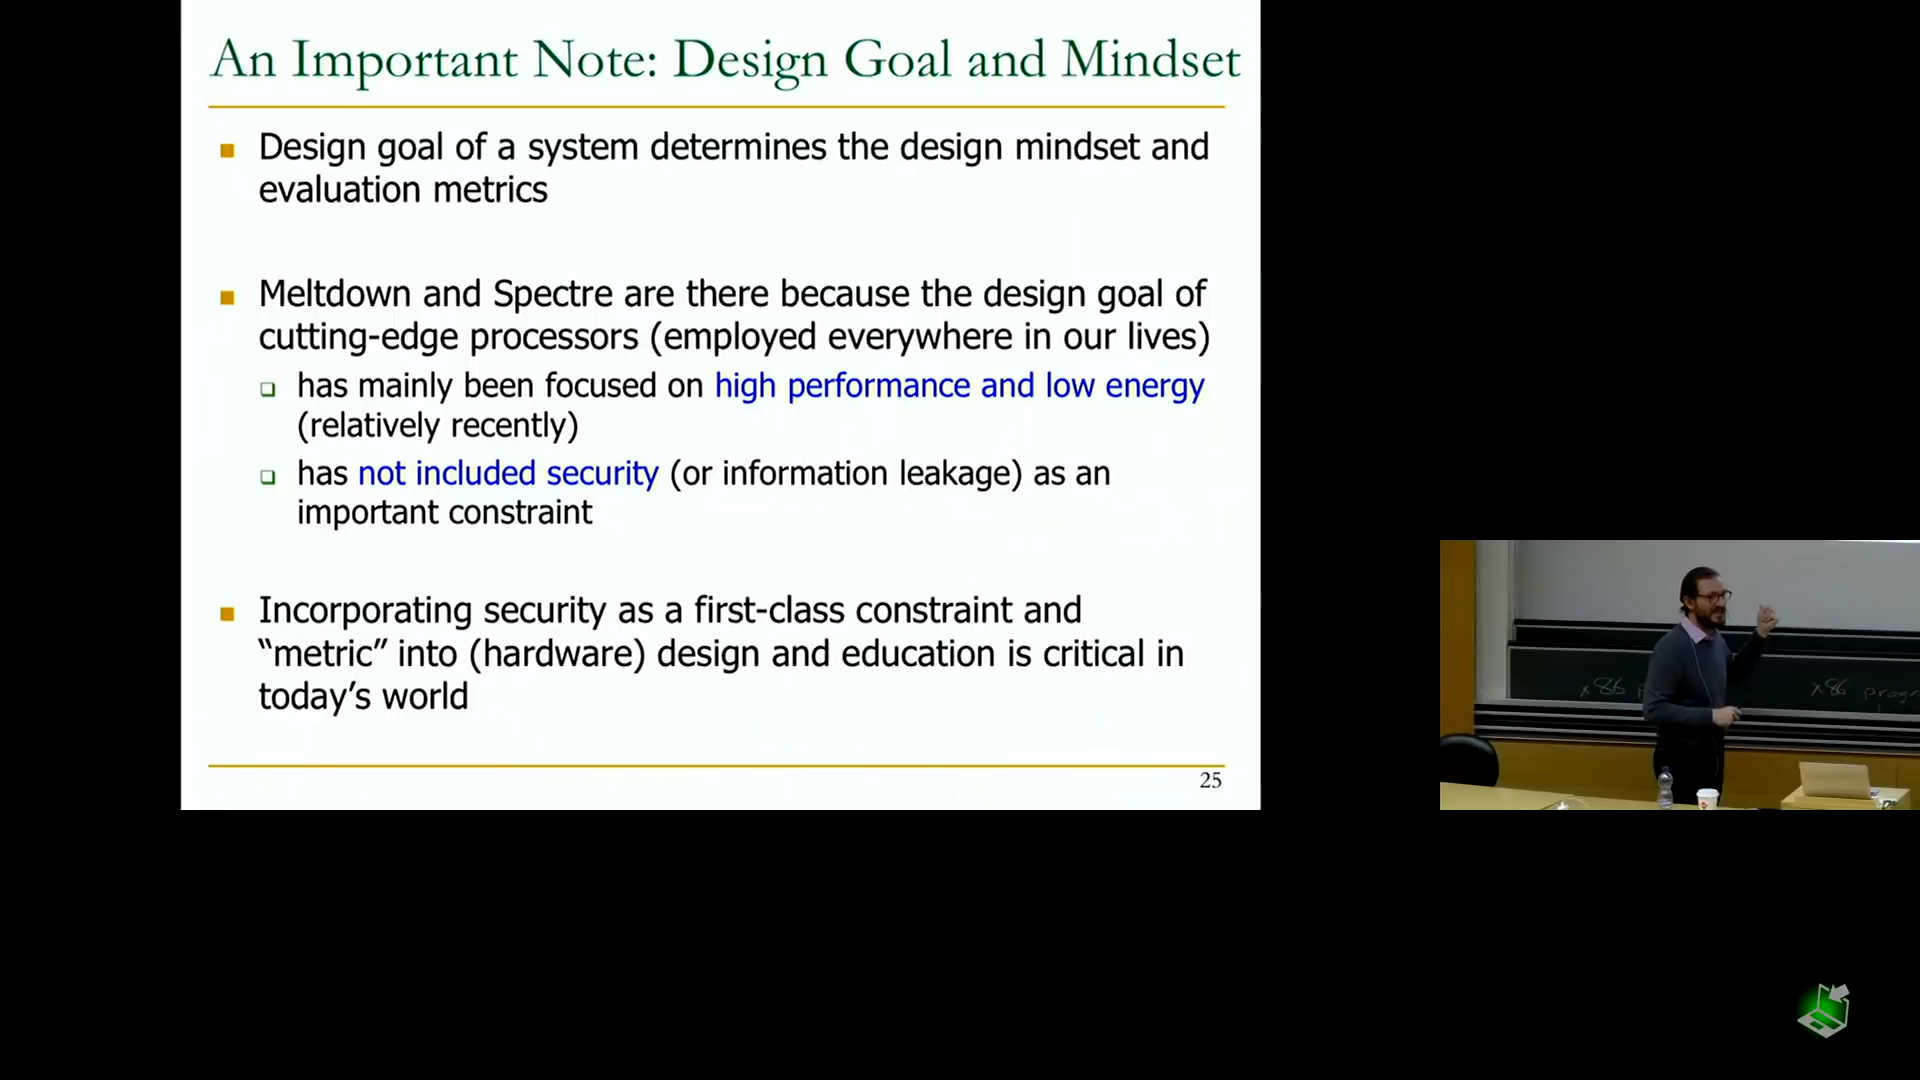 An Important Note: Design Goal and Mindset
Design goal of a system determines the design mindset and
evaluation metrics
Meltdown and Spectre are there because the design goal of
cutting-edge processors (employed everywhere in our lives)
has mainly been focused on high performance and low energy
(relatively recently)
has not included security (or information leakage) as an
important constraint
Incorporating security as a first-class constraint and
“metric” into (hardware) design and education is critical in
today’s world
25
x86
x86 progr